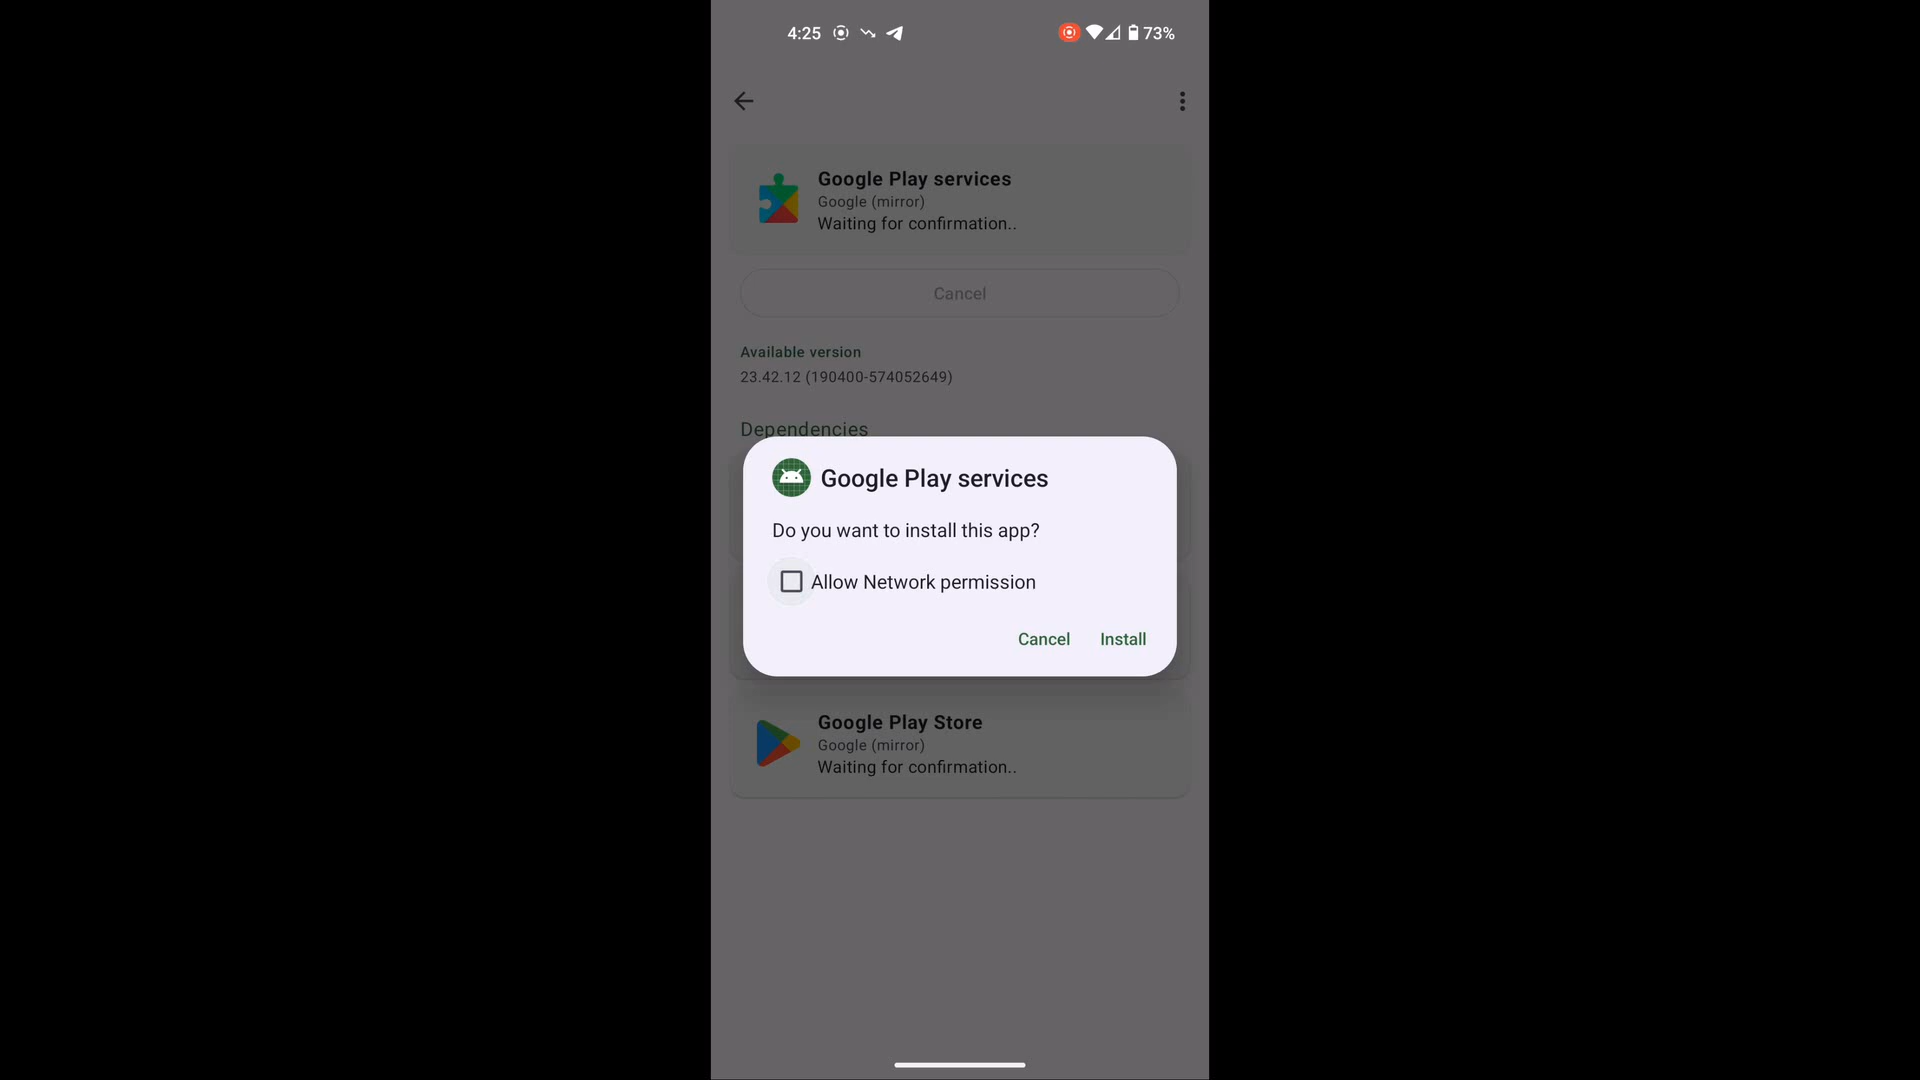 4:25
73%
Google Play services
Google (mirror)
Waiting for confirmation..
Cancel
Available version
23.42.12 (190400-574052649)
Dependencies
Google Play services
Do you want to install this app?
Allow Network permission
Cancel Install
Google Play Store
Google (mirror)
Waiting for confirmation..